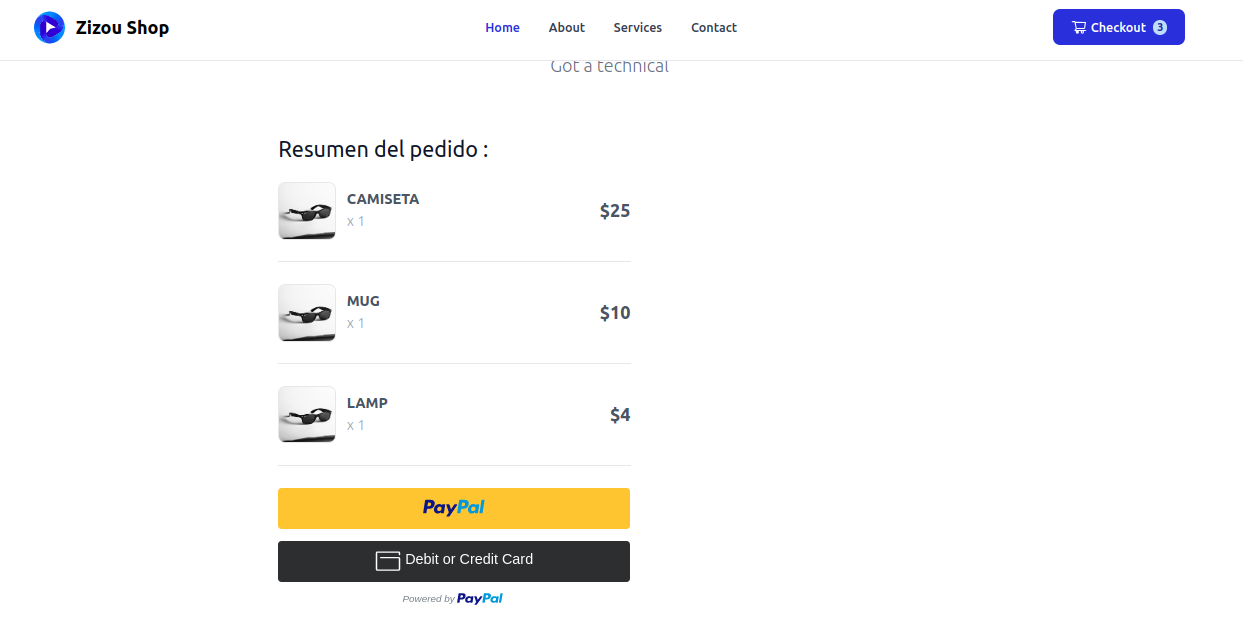 Zizou Shop
Home About Services Contact
Checkout 3
Got a technical
Resumen del pedido :
CAMISETA
x 1
$25
MUG
x 1
$10
LAMP
x 1
$4
PayPal
Debit or Credit Card
Powered by PayPal